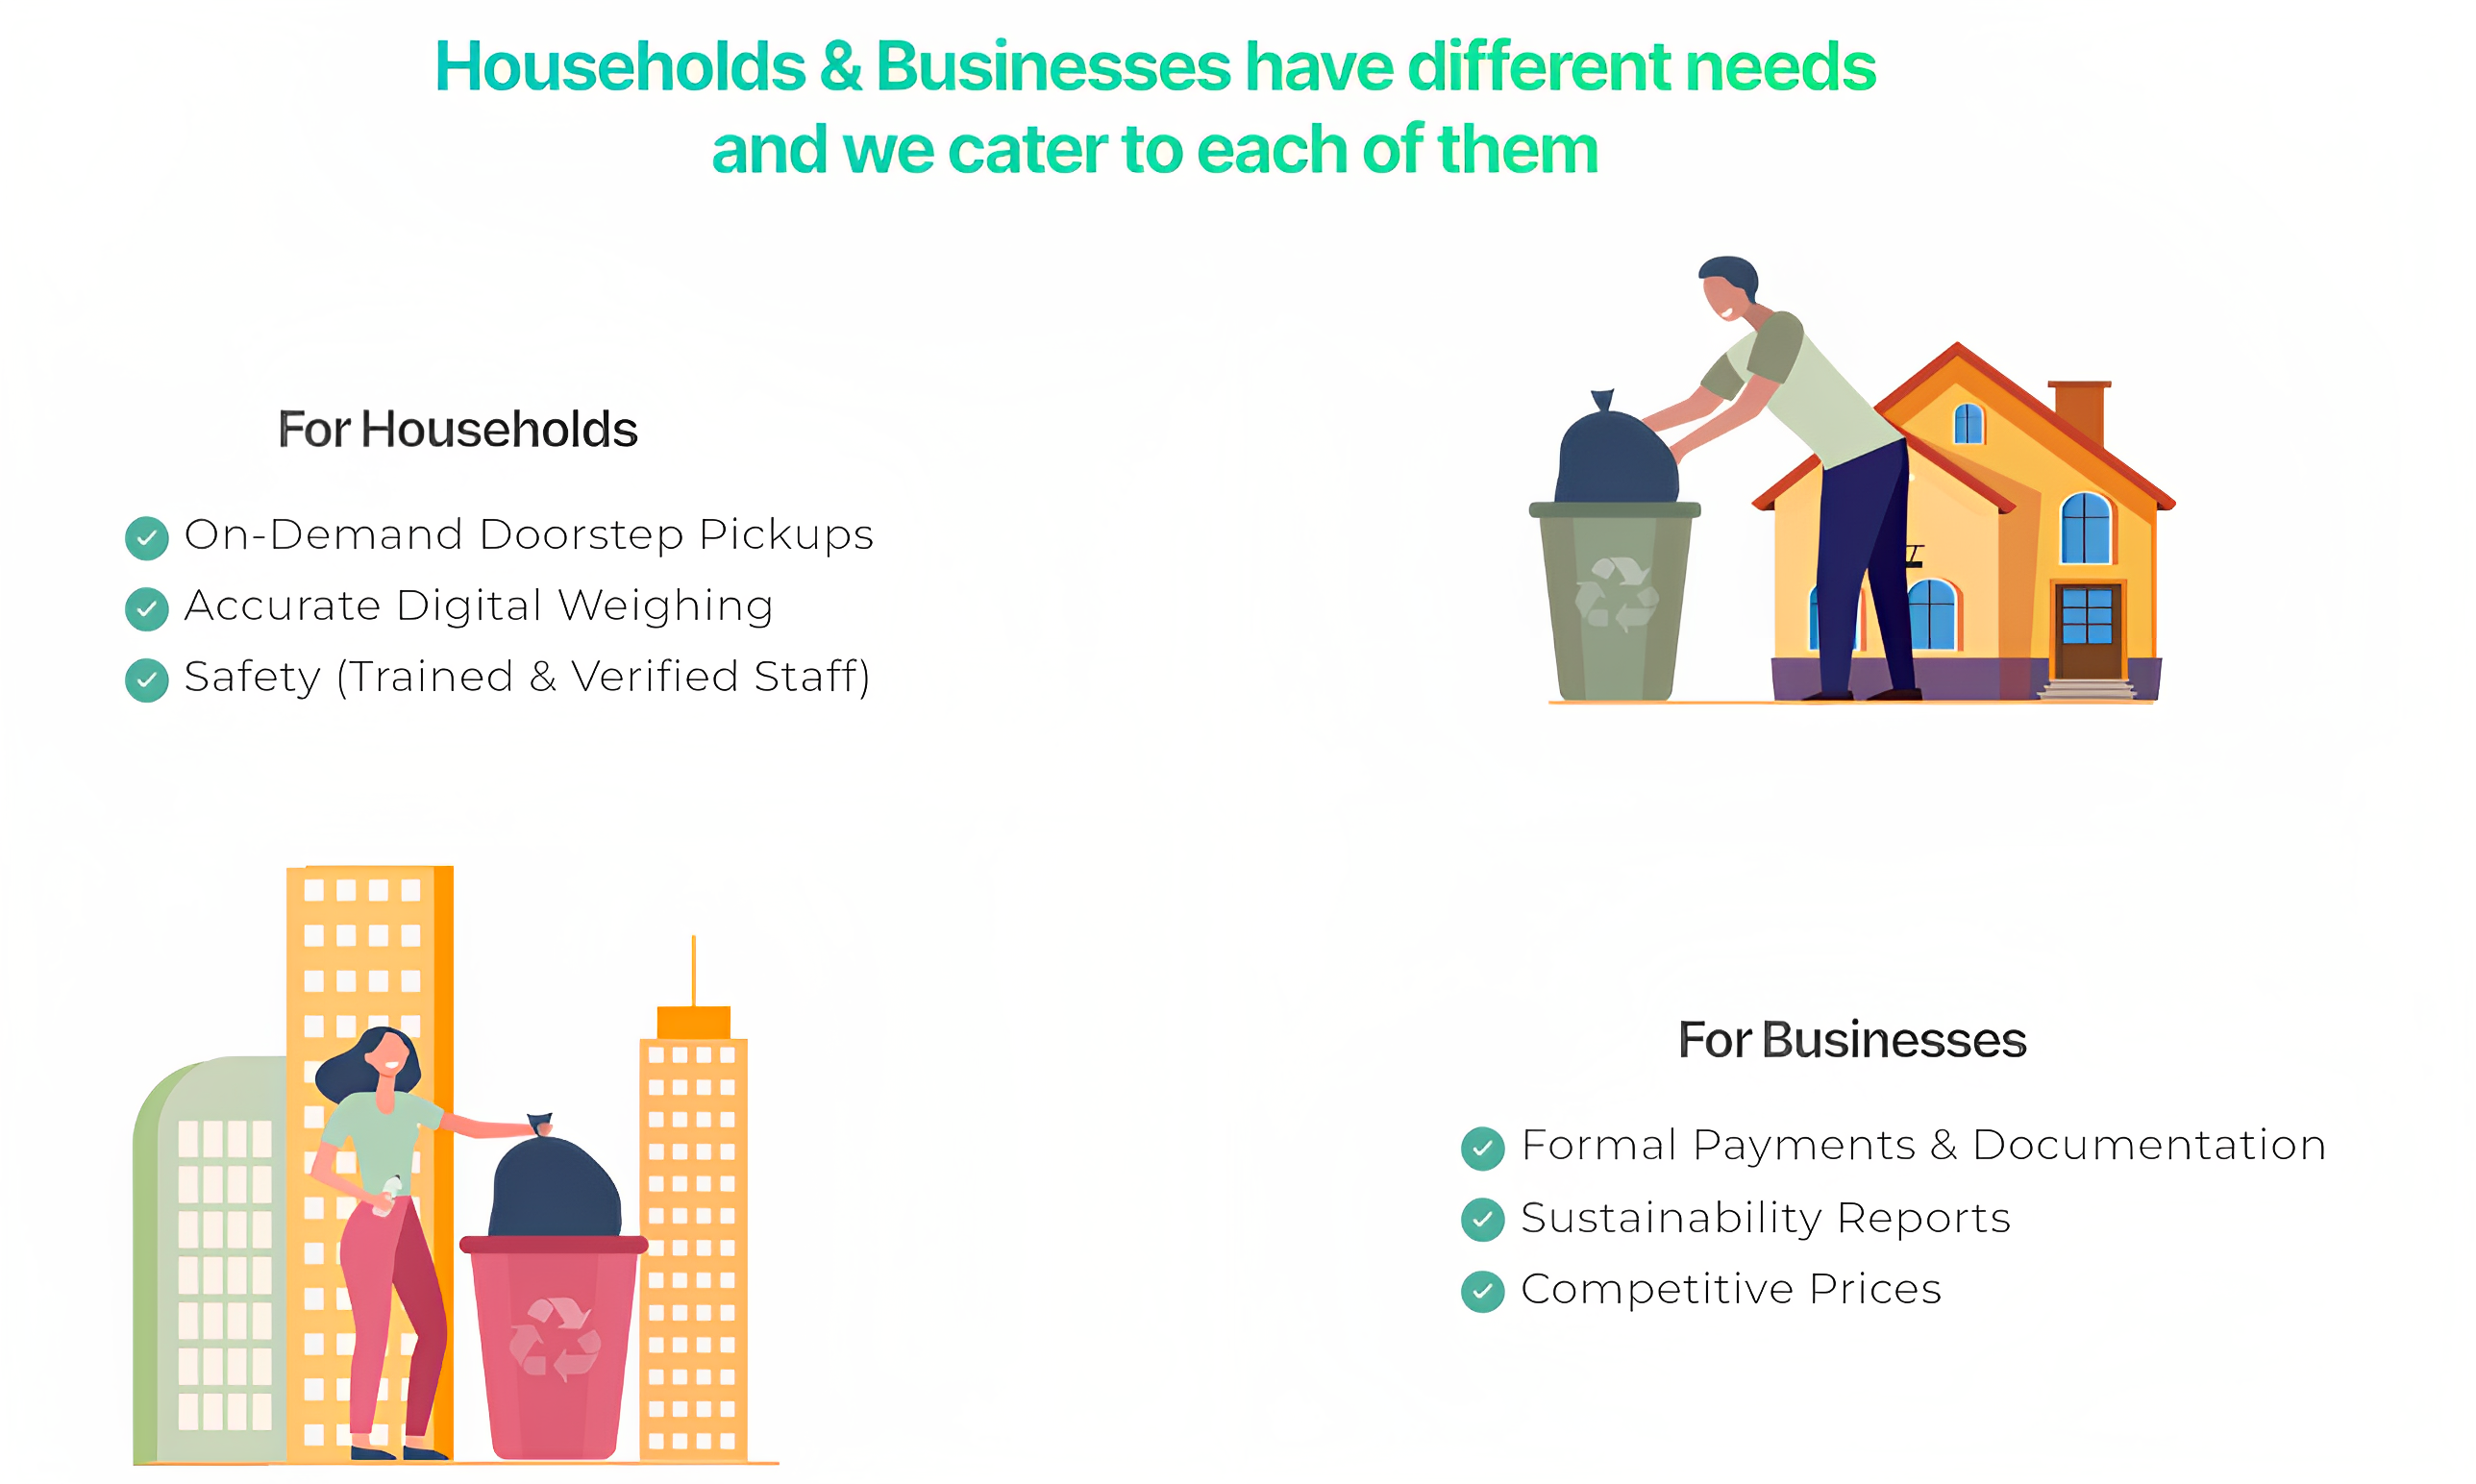 Households & Businesses have different needs
and we cater to each of them
For Households
On-Demand Doorstep Pickups
Accurate Digital Weighing
Safety (Trained & Verified Staff)
For Businesses
Formal Payments & Documentation
Sustainability Reports
Competitive Prices